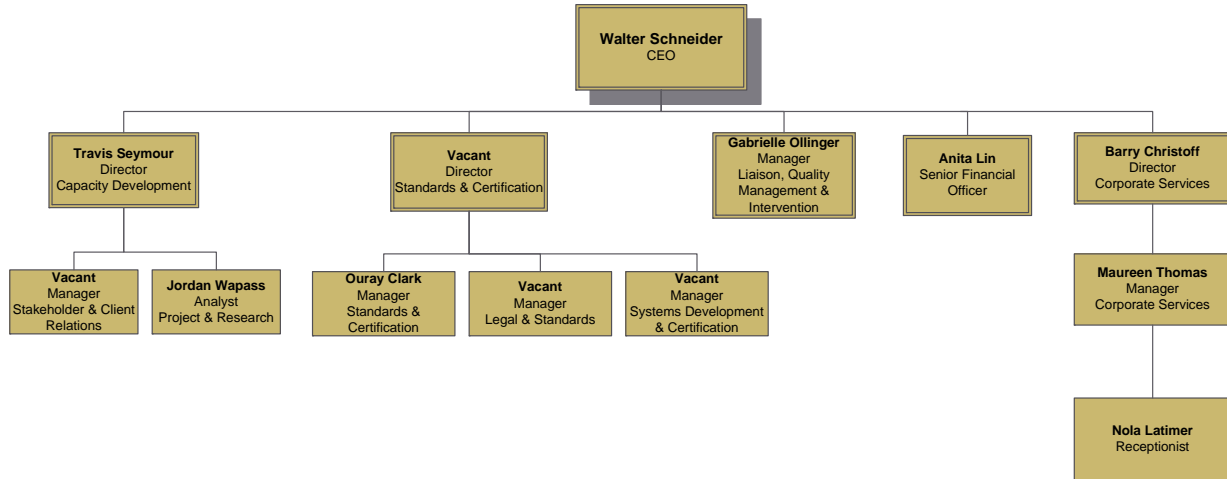 Walter Schneider
CEO
Travis Seymour
Director
Capacity Development
Vacant
Director
Standards & Certification
Gabrielle Ollinger
Manager
Liaison, Quality
Management &
Intervention
Anita Lin
Senior Financial
Officer
Barry Christoff
Director
Corporate Services
Vacant
Manager
Stakeholder & Client
Relations
Jordan Wapass
Analyst
Project & Research
Ouray Clark
Manager
Standards &
Certification
Vacant
Manager
Legal & Standards
Vacant
Manager
Systems Development
& Certification
Maureen Thomas
Manager
Corporate Services
Nola Latimer
Receptionist